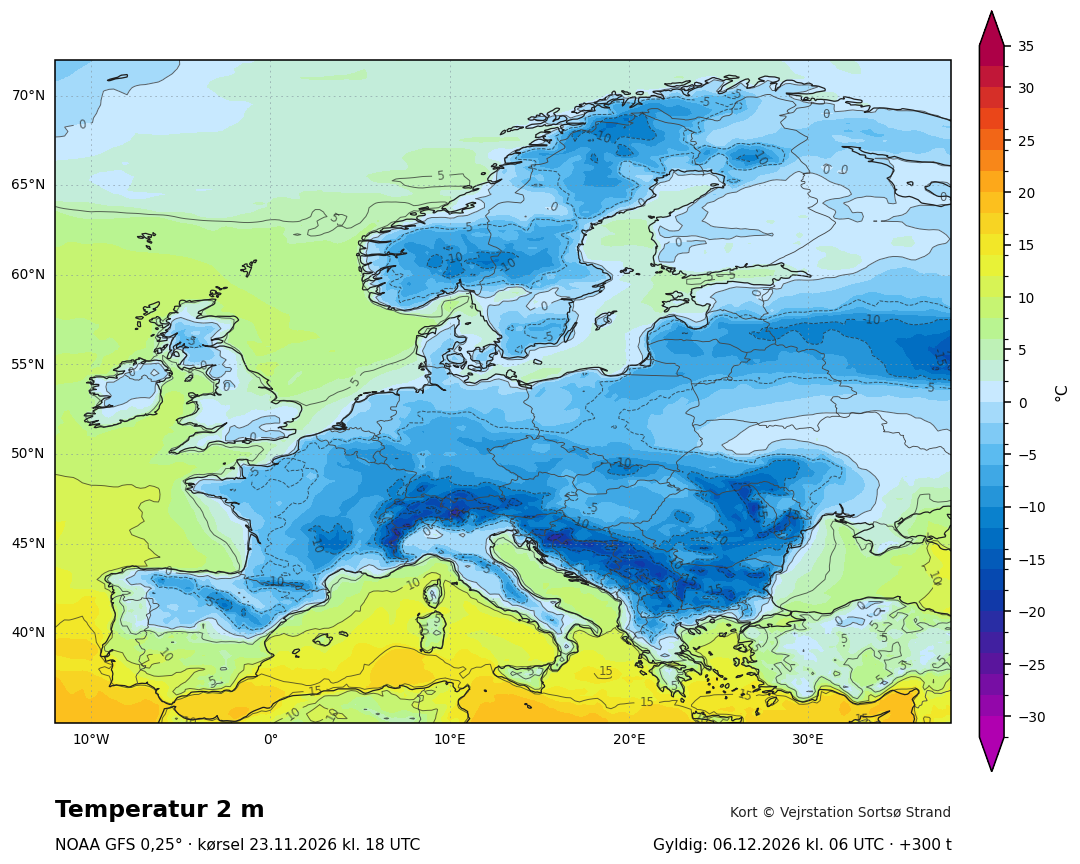 70°N
65°N
60°N
55°N
50°N
45°N
40°N
10°W 0° 10°E 20°E 30°E
35
30
25
20
15
10
5
0
−5
−10
−15
−20
−25
−30
°C
Temperatur 2 m
Kort © Vejrstation Sortsø Strand
NOAA GFS 0,25° · kørsel 23.11.2026 kl. 18 UTC
Gyldig: 06.12.2026 kl. 06 UTC · +300 t